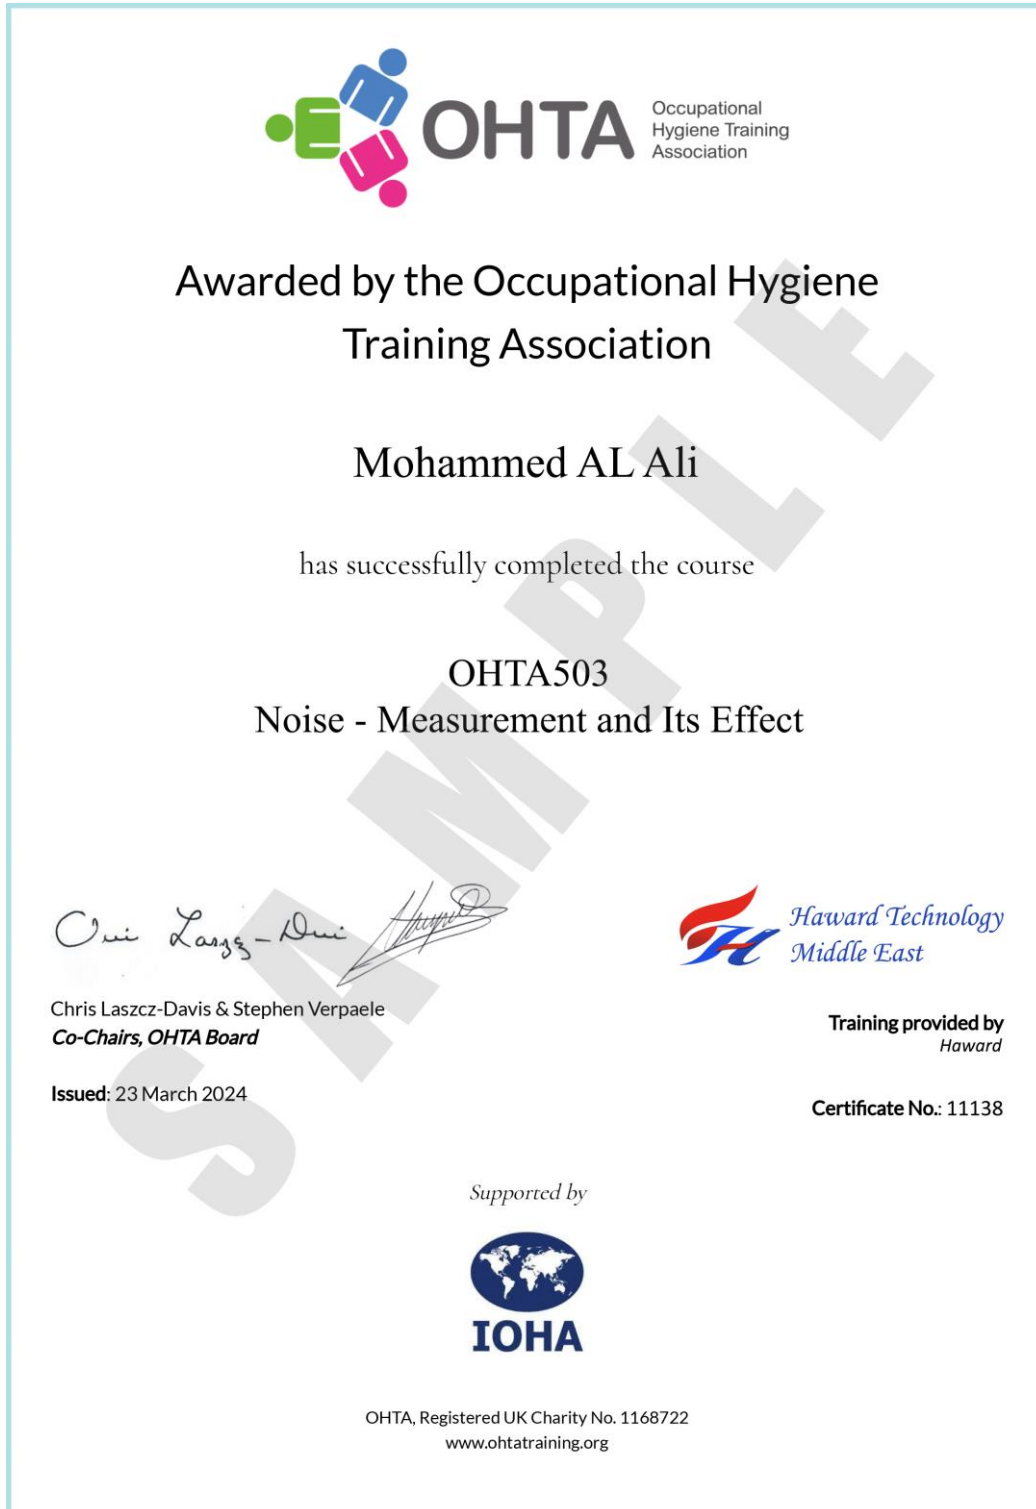 OHTA
Occupational
Hygiene Training
Association
Awarded by the Occupational Hygiene
Training Association
Mohammed AL Ali
has successfully completed the course
OHTA503
Noise - Measurement and Its Effect
SAMPLE
Haward Technology
Middle East
Chris Laszcz-Davis & Stephen Verpaele
Co-Chairs, OHTA Board
Issued: 23 March 2024
Training provided by
Haward
Certificate No.: 11138
Supported by
IOHA
OHTA, Registered UK Charity No. 1168722
www.ohtatraining.org